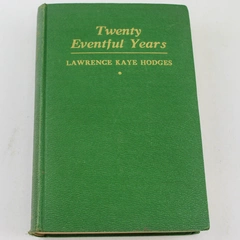 Twenty
Eventful Years
LAWRENCE KAYE HODGES